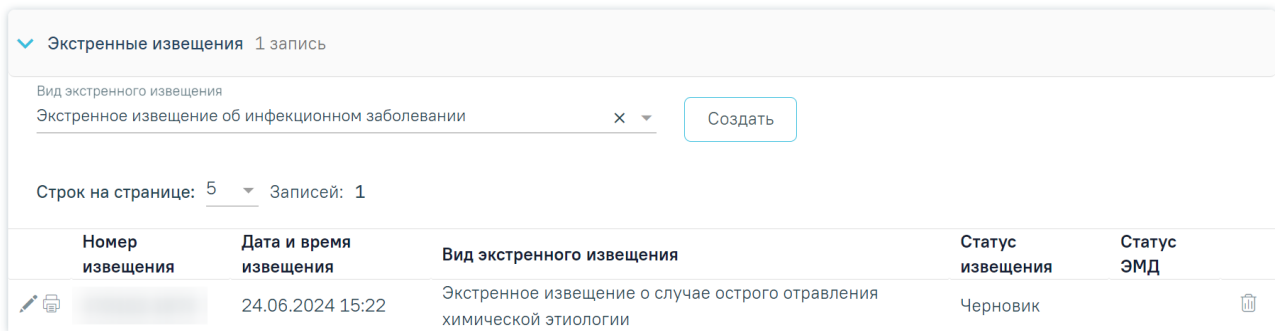 Экстренные извещения 1 запись
Вид экстренного извещения
Экстренное извещение об инфекционном заболевании
Создать
Строк на странице: 5 Записей: 1
Номер извещения
Дата и время извещения
Вид экстренного извещения
Статус извещения
Статус ЭМД
24.06.2024 15:22
Экстренное извещение о случае острого отравления
химической этиологии
Черновик